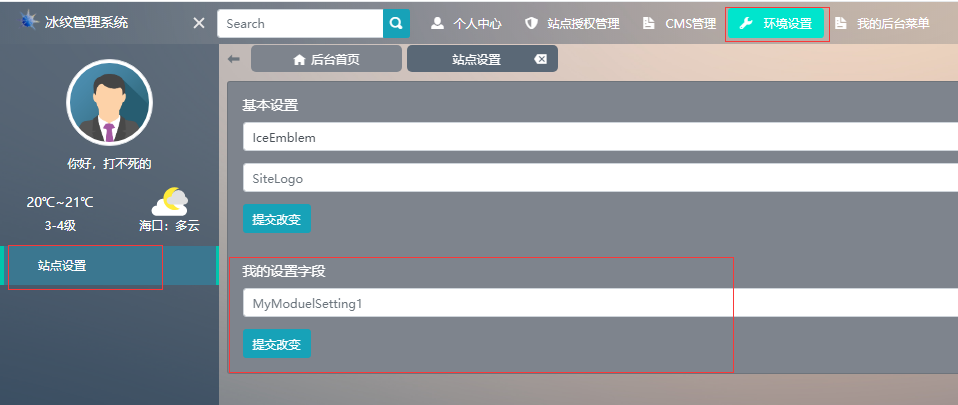 冰纹管理系统
Search
个人中心
站点授权管理
CMS管理
环境设置
我的后台菜单
后台首页
站点设置
你好，打不死的
20℃~21℃
3-4级
海口：多云
站点设置
基本设置
IceEmblem
SiteLogo
提交改变
我的设置字段
MyModuelSetting1
提交改变